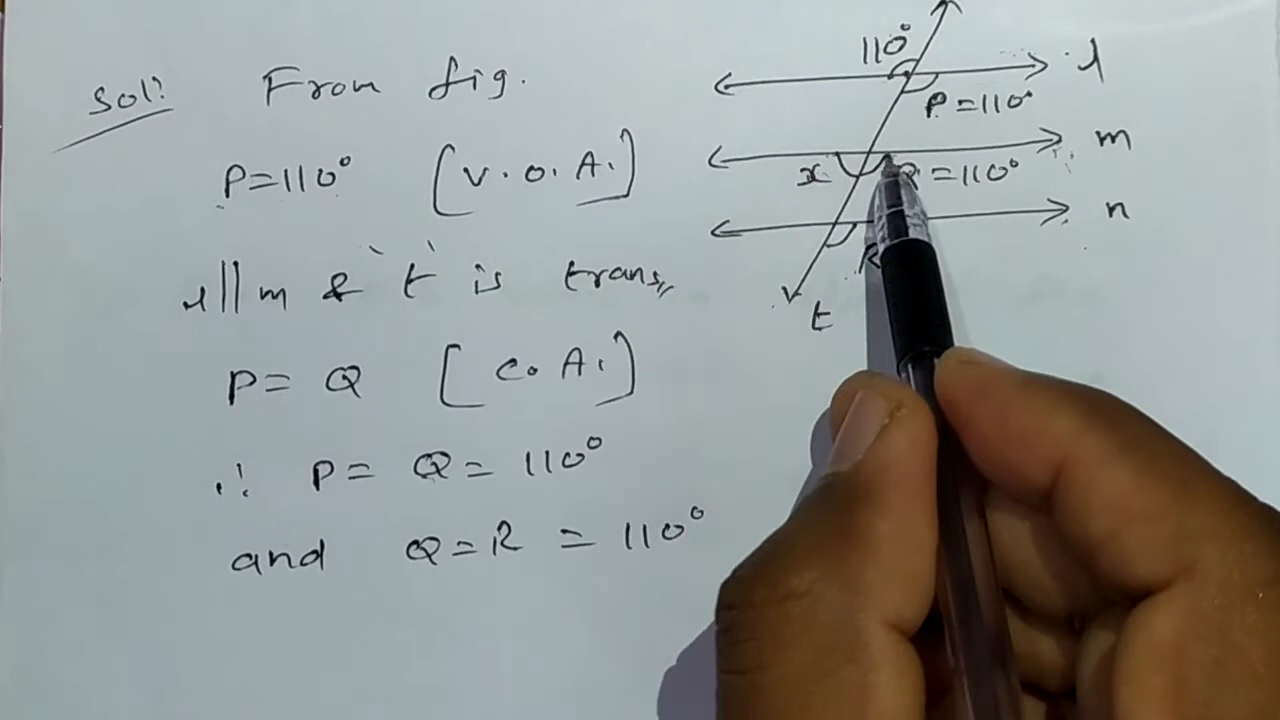 Sol: From fig.
P=110° [V.O.A.]
l||m & 't' is trans,,
P= Q [C.A.]
∴ P= Q= 110°
and Q=R = 110°
110° l
P=110°
m
x Q=110°
n
R
t